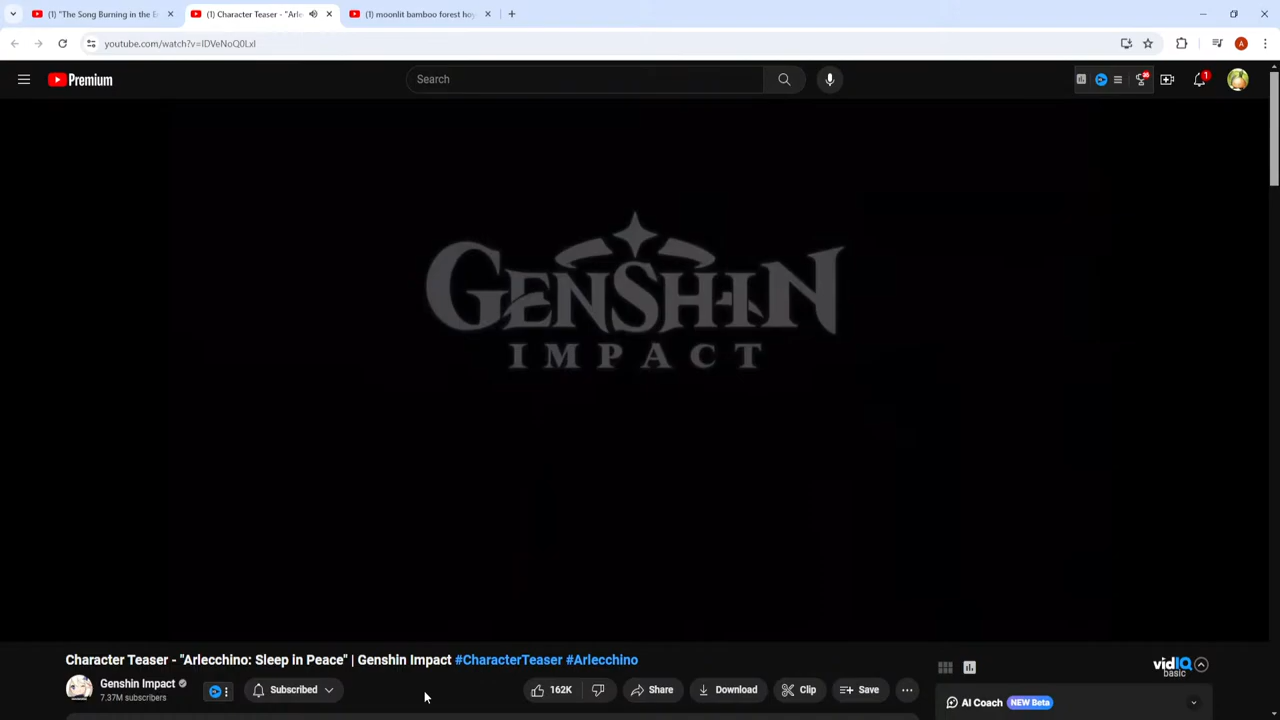 (1) "The Song Burning in the E
(1) Character Teaser - "Arle
(1) moonlit bamboo forest ho
youtube.com/watch?v=IDVeNoQ0LxI
A
Premium
Search
1
GENSHIN
IMPACT
Character Teaser - "Arlecchino: Sleep in Peace" | Genshin Impact #CharacterTeaser #Arlecchino
Genshin Impact
7.37M subscribers
Subscribed
162K
Share
Download
Clip
Save
vidIQ
basic
AI Coach NEW Beta